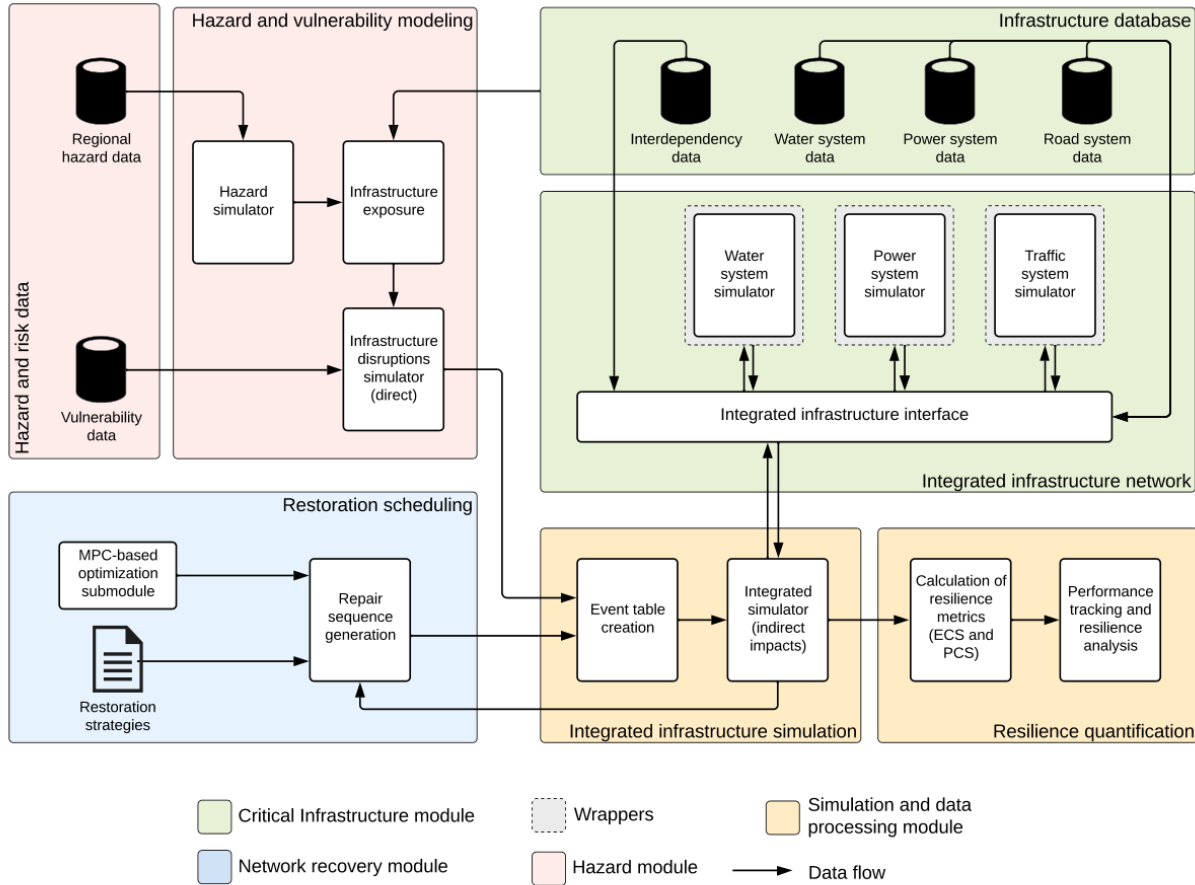 Hazard and vulnerability modeling
Infrastructure database
Regional
hazard data
Interdependency
data
Water system
data
Power system
data
Road system
data
Hazard
simulator
Infrastructure
exposure
Water
system
simulator
Power
system
simulator
Traffic
system
simulator
Hazard and risk data
Infrastructure
disruptions
simulator
(direct)
Vulnerability
data
Integrated infrastructure interface
Integrated infrastructure network
Restoration scheduling
MPC-based
optimization
submodule
Repair
sequence
generation
Restoration
strategies
Event table
creation
Integrated
simulator
(indirect
impacts)
Calculation of
resilience
metrics
(ECS and
PCS)
Performance
tracking and
resilience
analysis
Integrated infrastructure simulation
Resilience quantification
Critical Infrastructure module
Wrappers
Simulation and data
processing module
Network recovery module
Hazard module
Data flow